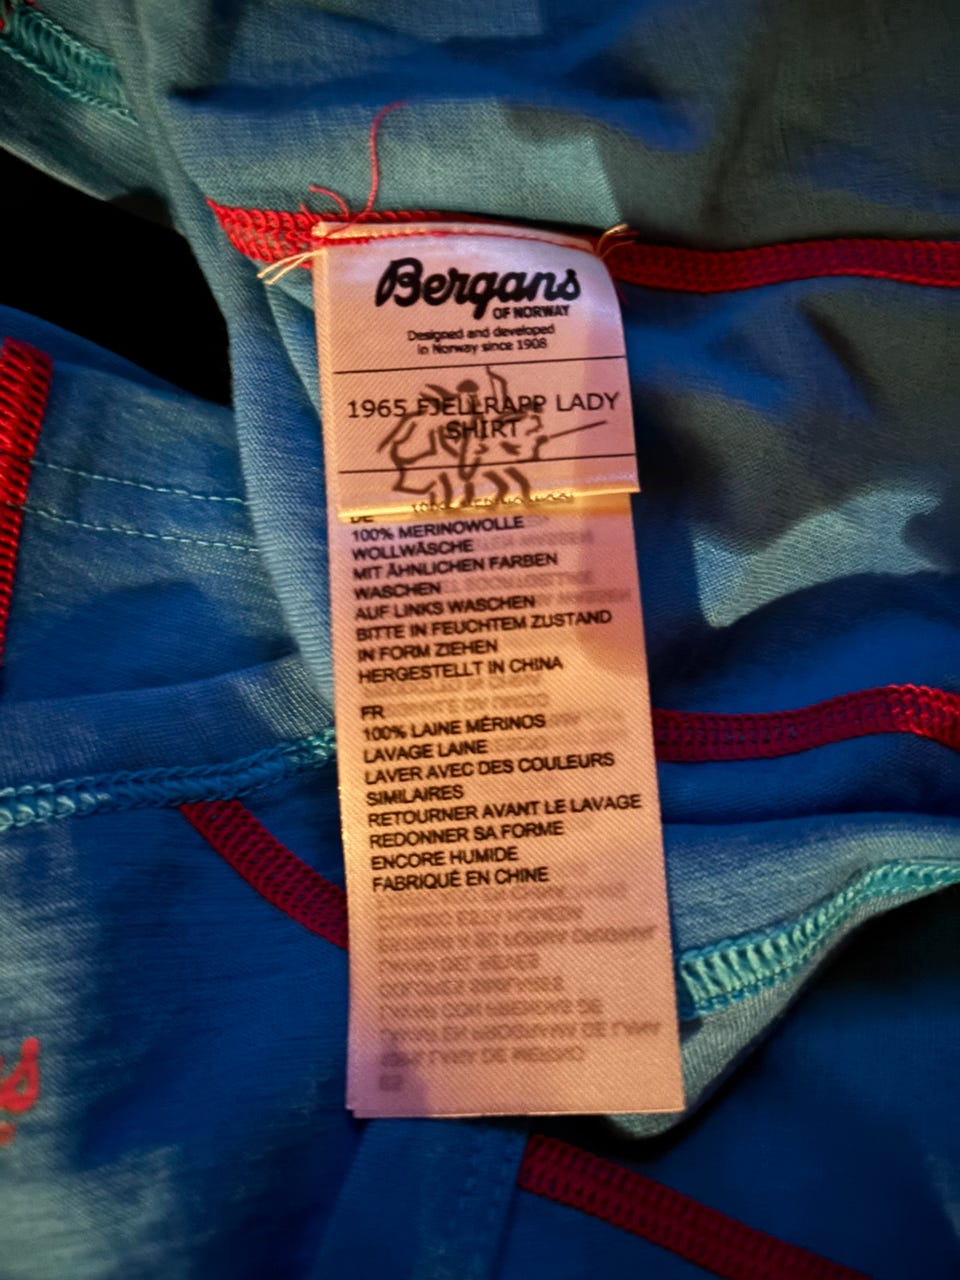 Bergans
OF NORWAY
Designed and developed
in Norway since 1908
1965 FJELLRAPP LADY
SHIRT
DE
100% MERINOWOLLE
WOLLWÄSCHE
MIT ÄHNLICHEN FARBEN
WASCHEN
AUF LINKS WASCHEN
BITTE IN FEUCHTEM ZUSTAND
IN FORM ZIEHEN
HERGESTELLT IN CHINA
FR
100% LAINE MÉRINOS
LAVAGE LAINE
LAVER AVEC DES COULEURS
SIMILAIRES
RETOURNER AVANT LE LAVAGE
REDONNER SA FORME
ENCORE HUMIDE
FABRIQUÉ EN CHINE